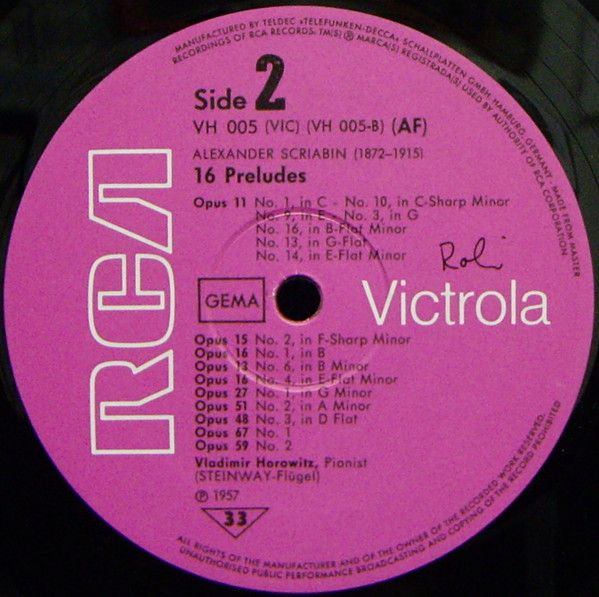 MANUFACTURED BY TELDEC »TELEFUNKEN-DECCA« SCHALLPLATTEN GMBH, HAMBURG, GERMANY - MADE FROM MASTER
RECORDINGS OF RCA RECORDS. TM(S) ® MARCA(S) REGISTRADA(S) USED BY AUTHORITY OF RCA CORPORATION
Side 2
VH 005 (VIC) (VH 005-B) (AF)
ALEXANDER SCRIABIN (1872–1915)
16 Preludes
Opus 11 No. 1, in C - No. 10, in C-Sharp Minor
No. 9, in E - No. 3, in G
No. 16, in B-Flat Minor
No. 13, in G-Flat
No. 14, in E-Flat Minor
RCA
GEMA
Victrola
Opus 15 No. 2, in F-Sharp Minor
Opus 16 No. 1, in B
Opus 13 No. 6, in B Minor
Opus 16 No. 4, in E-Flat Minor
Opus 27 No. 1, in G Minor
Opus 51 No. 2, in A Minor
Opus 48 No. 3, in D Flat
Opus 67 No. 1
Opus 59 No. 2
Vladimir Horowitz, Pianist
(STEINWAY-Flügel)
℗ 1957
33
ALL RIGHTS OF THE MANUFACTURER AND OF THE OWNER OF THE RECORDED WORK RESERVED.
UNAUTHORISED PUBLIC PERFORMANCE BROADCASTING AND COPYING OF THE RECORD PROHIBITED